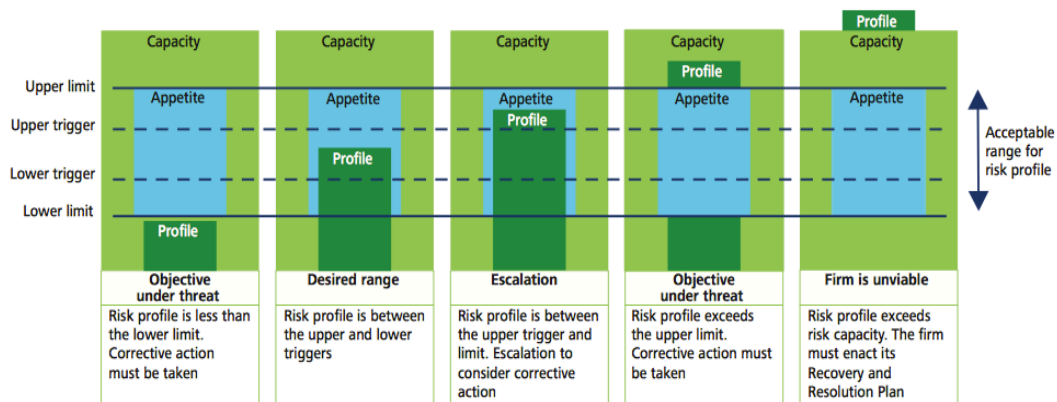 Profile
Capacity Capacity Capacity Capacity Capacity
Profile
Upper limit
Appetite Appetite Appetite Appetite Appetite
Profile
Upper trigger
Acceptable
range for
risk profile
Profile
Lower trigger
Lower limit
Profile
Objective
under threat
Risk profile is less than
the lower limit.
Corrective action
must be taken
Desired range
Risk profile is between
the upper and lower
triggers
Escalation
Risk profile is between
the upper trigger and
limit. Escalation to
consider corrective
action
Objective
under threat
Risk profile exceeds
the upper limit.
Corrective action must
be taken
Firm is unviable
Risk profile exceeds
risk capacity. The firm
must enact its
Recovery and
Resolution Plan